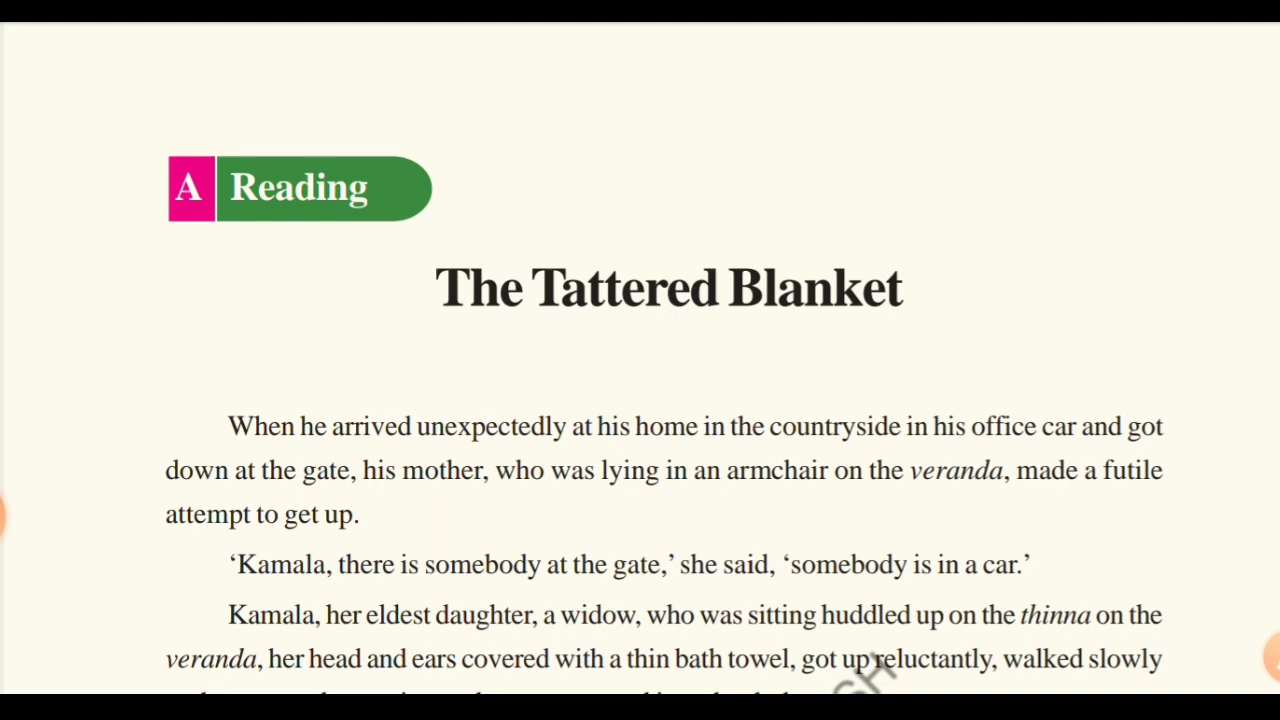 A Reading
The Tattered Blanket
When he arrived unexpectedly at his home in the countryside in his office car and got
down at the gate, his mother, who was lying in an armchair on the veranda, made a futile
attempt to get up.
‘Kamala, there is somebody at the gate,’ she said, ‘somebody is in a car.’
Kamala, her eldest daughter, a widow, who was sitting huddled up on the thinna on the
veranda, her head and ears covered with a thin bath towel, got up reluctantly, walked slowly